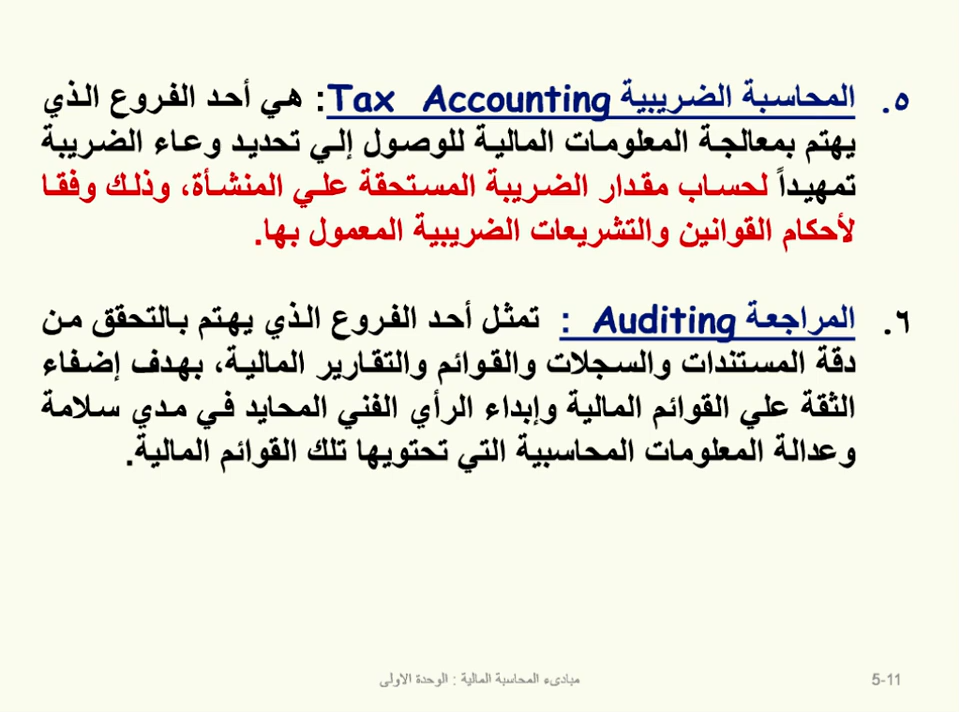 ٥. المحاسبة الضريبية Tax Accounting: هي أحد الفروع الذي
يهتم بمعالجة المعلومات المالية للوصول إلي تحديد وعاء الضريبة
تمهيداً لحساب مقدار الضريبة المستحقة علي المنشأة، وذلك وفقا
لأحكام القوانين والتشريعات الضريبية المعمول بها.
٦. المراجعة Auditing : تمثل أحد الفروع الذي يهتم بالتحقق من
دقة المستندات والسجلات والقوائم والتقارير المالية، بهدف إضفاء
الثقة علي القوائم المالية وإبداء الرأي الفني المحايد في مدي سلامة
وعدالة المعلومات المحاسبية التي تحتويها تلك القوائم المالية.
مبادىء المحاسبة المالية : الوحدة الاولى
5-11